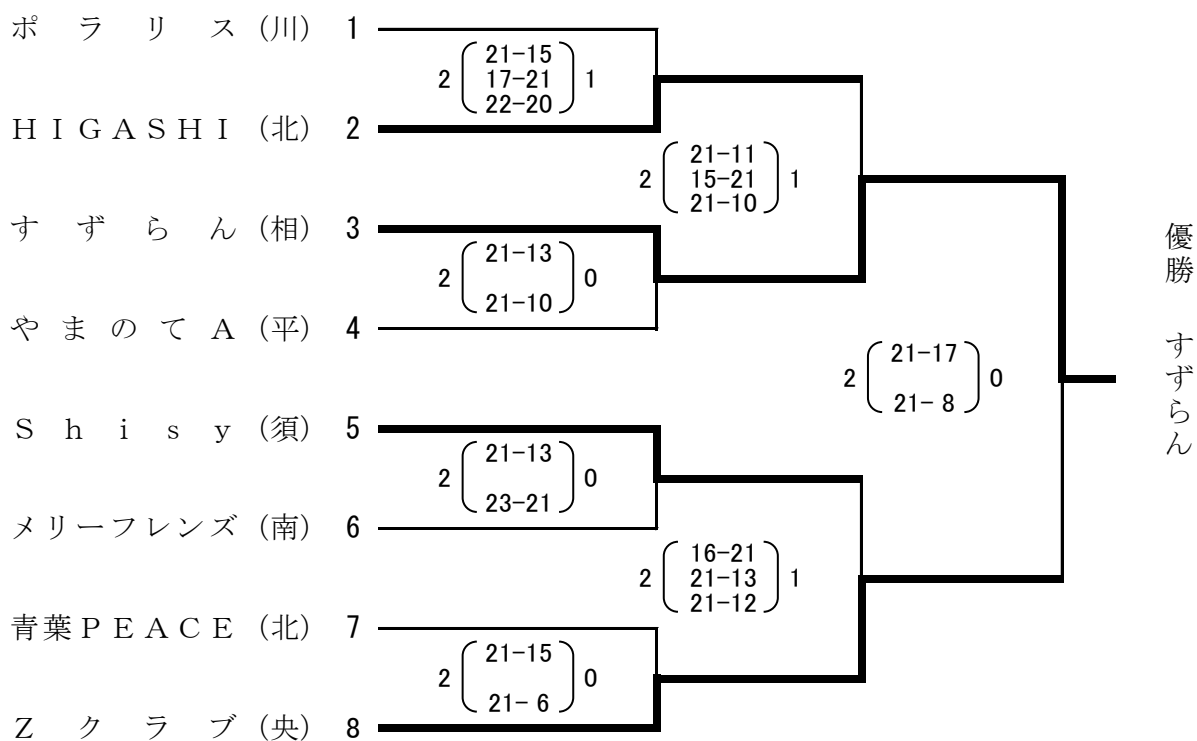 ポラリス（川） 1
2 21-15 1
17-21
22-20
ＨＩＧＡＳＨＩ（北） 2
2 21-11 1
15-21
21-10
すずらん（相） 3
2 21-13 0
21-10
やまのてＡ（平） 4
2 21-17 0
21- 8
優勝 すずらん
Ｓｈｉｓｙ（須） 5
2 21-13 0
23-21
メリーフレンズ（南） 6
2 16-21 1
21-13
21-12
青葉ＰＥＡＣＥ（北） 7
2 21-15 0
21- 6
Ｚクラブ（央） 8